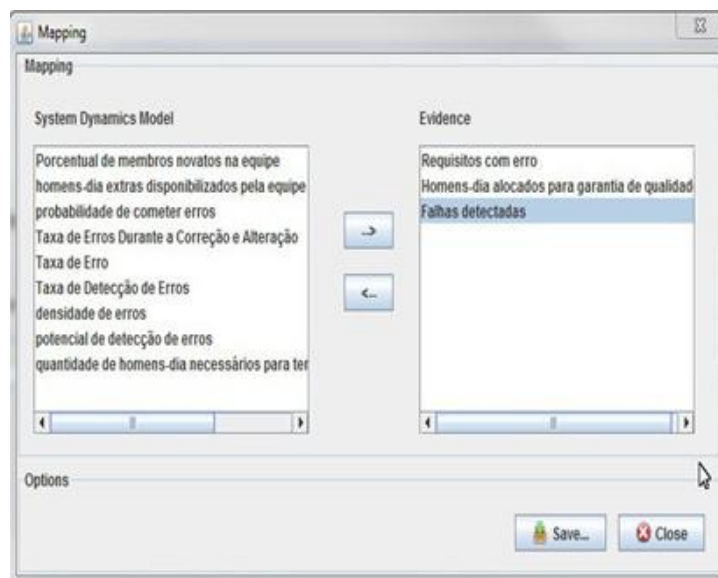 Mapping
Mapping
System Dynamics Model
Porcentual de membros novatos na equipe
homens-dia extras disponibilizados pela equipe
probabilidade de cometer erros
Taxa de Erros Durante a Correção e Alteração
Taxa de Erro
Taxa de Detecção de Erros
densidade de erros
potencial de detecção de erros
quantidade de homens-dia necessários para ter
->
<-
Evidence
Requisitos com erro
Homens-dia alocados para garantia de qualidad
Falhas detectadas
Options
Save...
Close